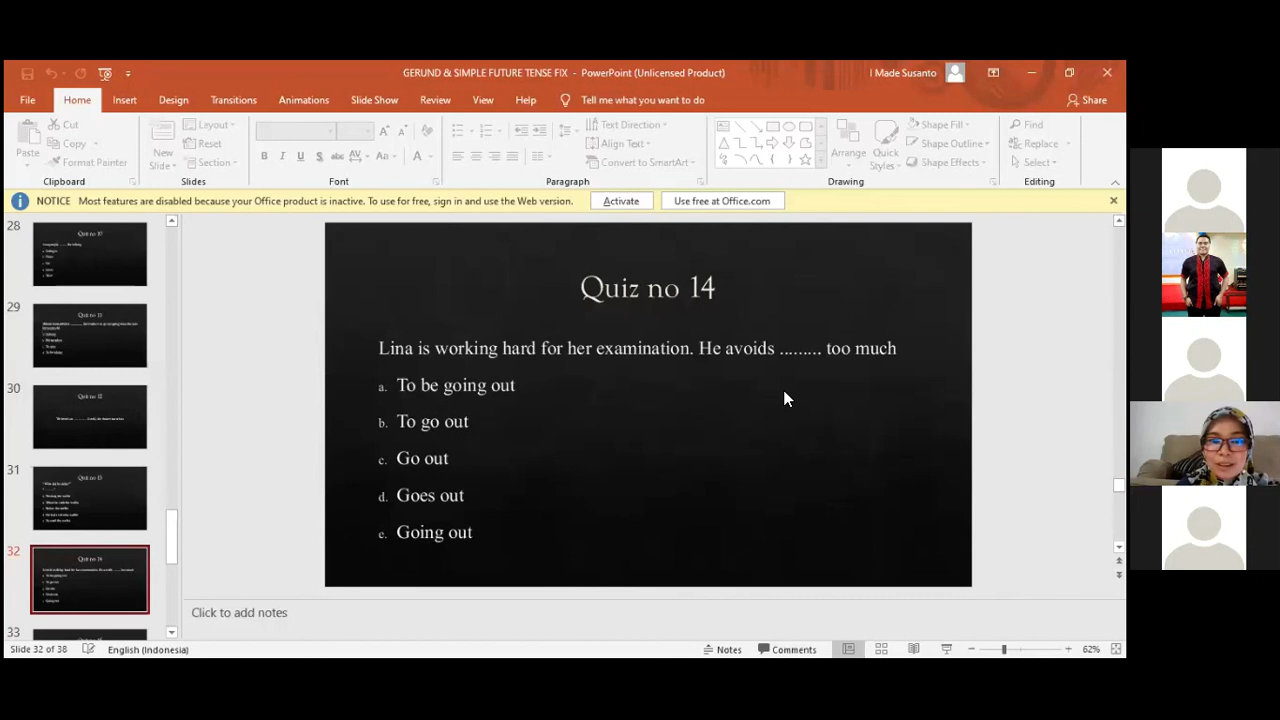 GERUND & SIMPLE FUTURE TENSE FIX - PowerPoint (Unlicensed Product)
I Made Susanto
File Home Insert Design Transitions Animations Slide Show Review View Help Tell me what you want to do Share
Paste
Cut
Copy
Format Painter
Clipboard
New Slide
Layout
Reset
Section
Slides
Font
Text Direction
Align Text
Convert to SmartArt
Paragraph
Arrange
Quick Styles
Shape Fill
Shape Outline
Shape Effects
Drawing
Find
Replace
Select
Editing
NOTICE Most features are disabled because your Office product is inactive. To use for free, sign in and use the Web version. Activate Use free at Office.com
28
29
30
31
32
33
Quiz no 14
Lina is working hard for her examination. He avoids ......... too much
a. To be going out
b. To go out
c. Go out
d. Goes out
e. Going out
Click to add notes
Slide 32 of 38 English (Indonesia) Notes Comments 62%